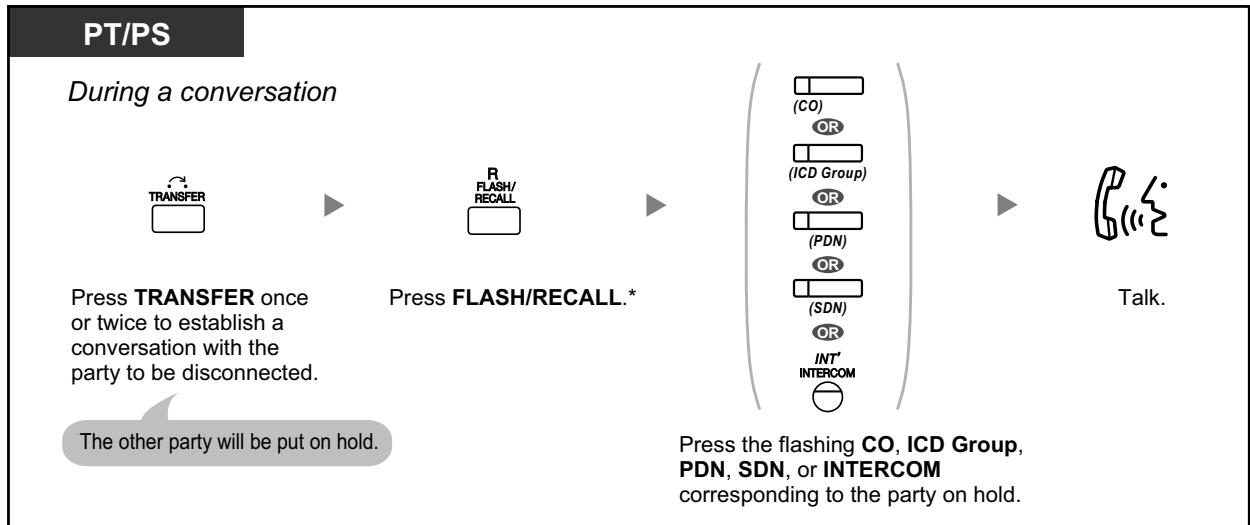 PT/PS
During a conversation
TRANSFER
R
FLASH/
RECALL
(CO)
OR
(ICD Group)
OR
(PDN)
OR
(SDN)
OR
INT'
INTERCOM
Press TRANSFER once
or twice to establish a
conversation with the
party to be disconnected.
The other party will be put on hold.
Press FLASH/RECALL.*
Press the flashing CO, ICD Group,
PDN, SDN, or INTERCOM
corresponding to the party on hold.
Talk.